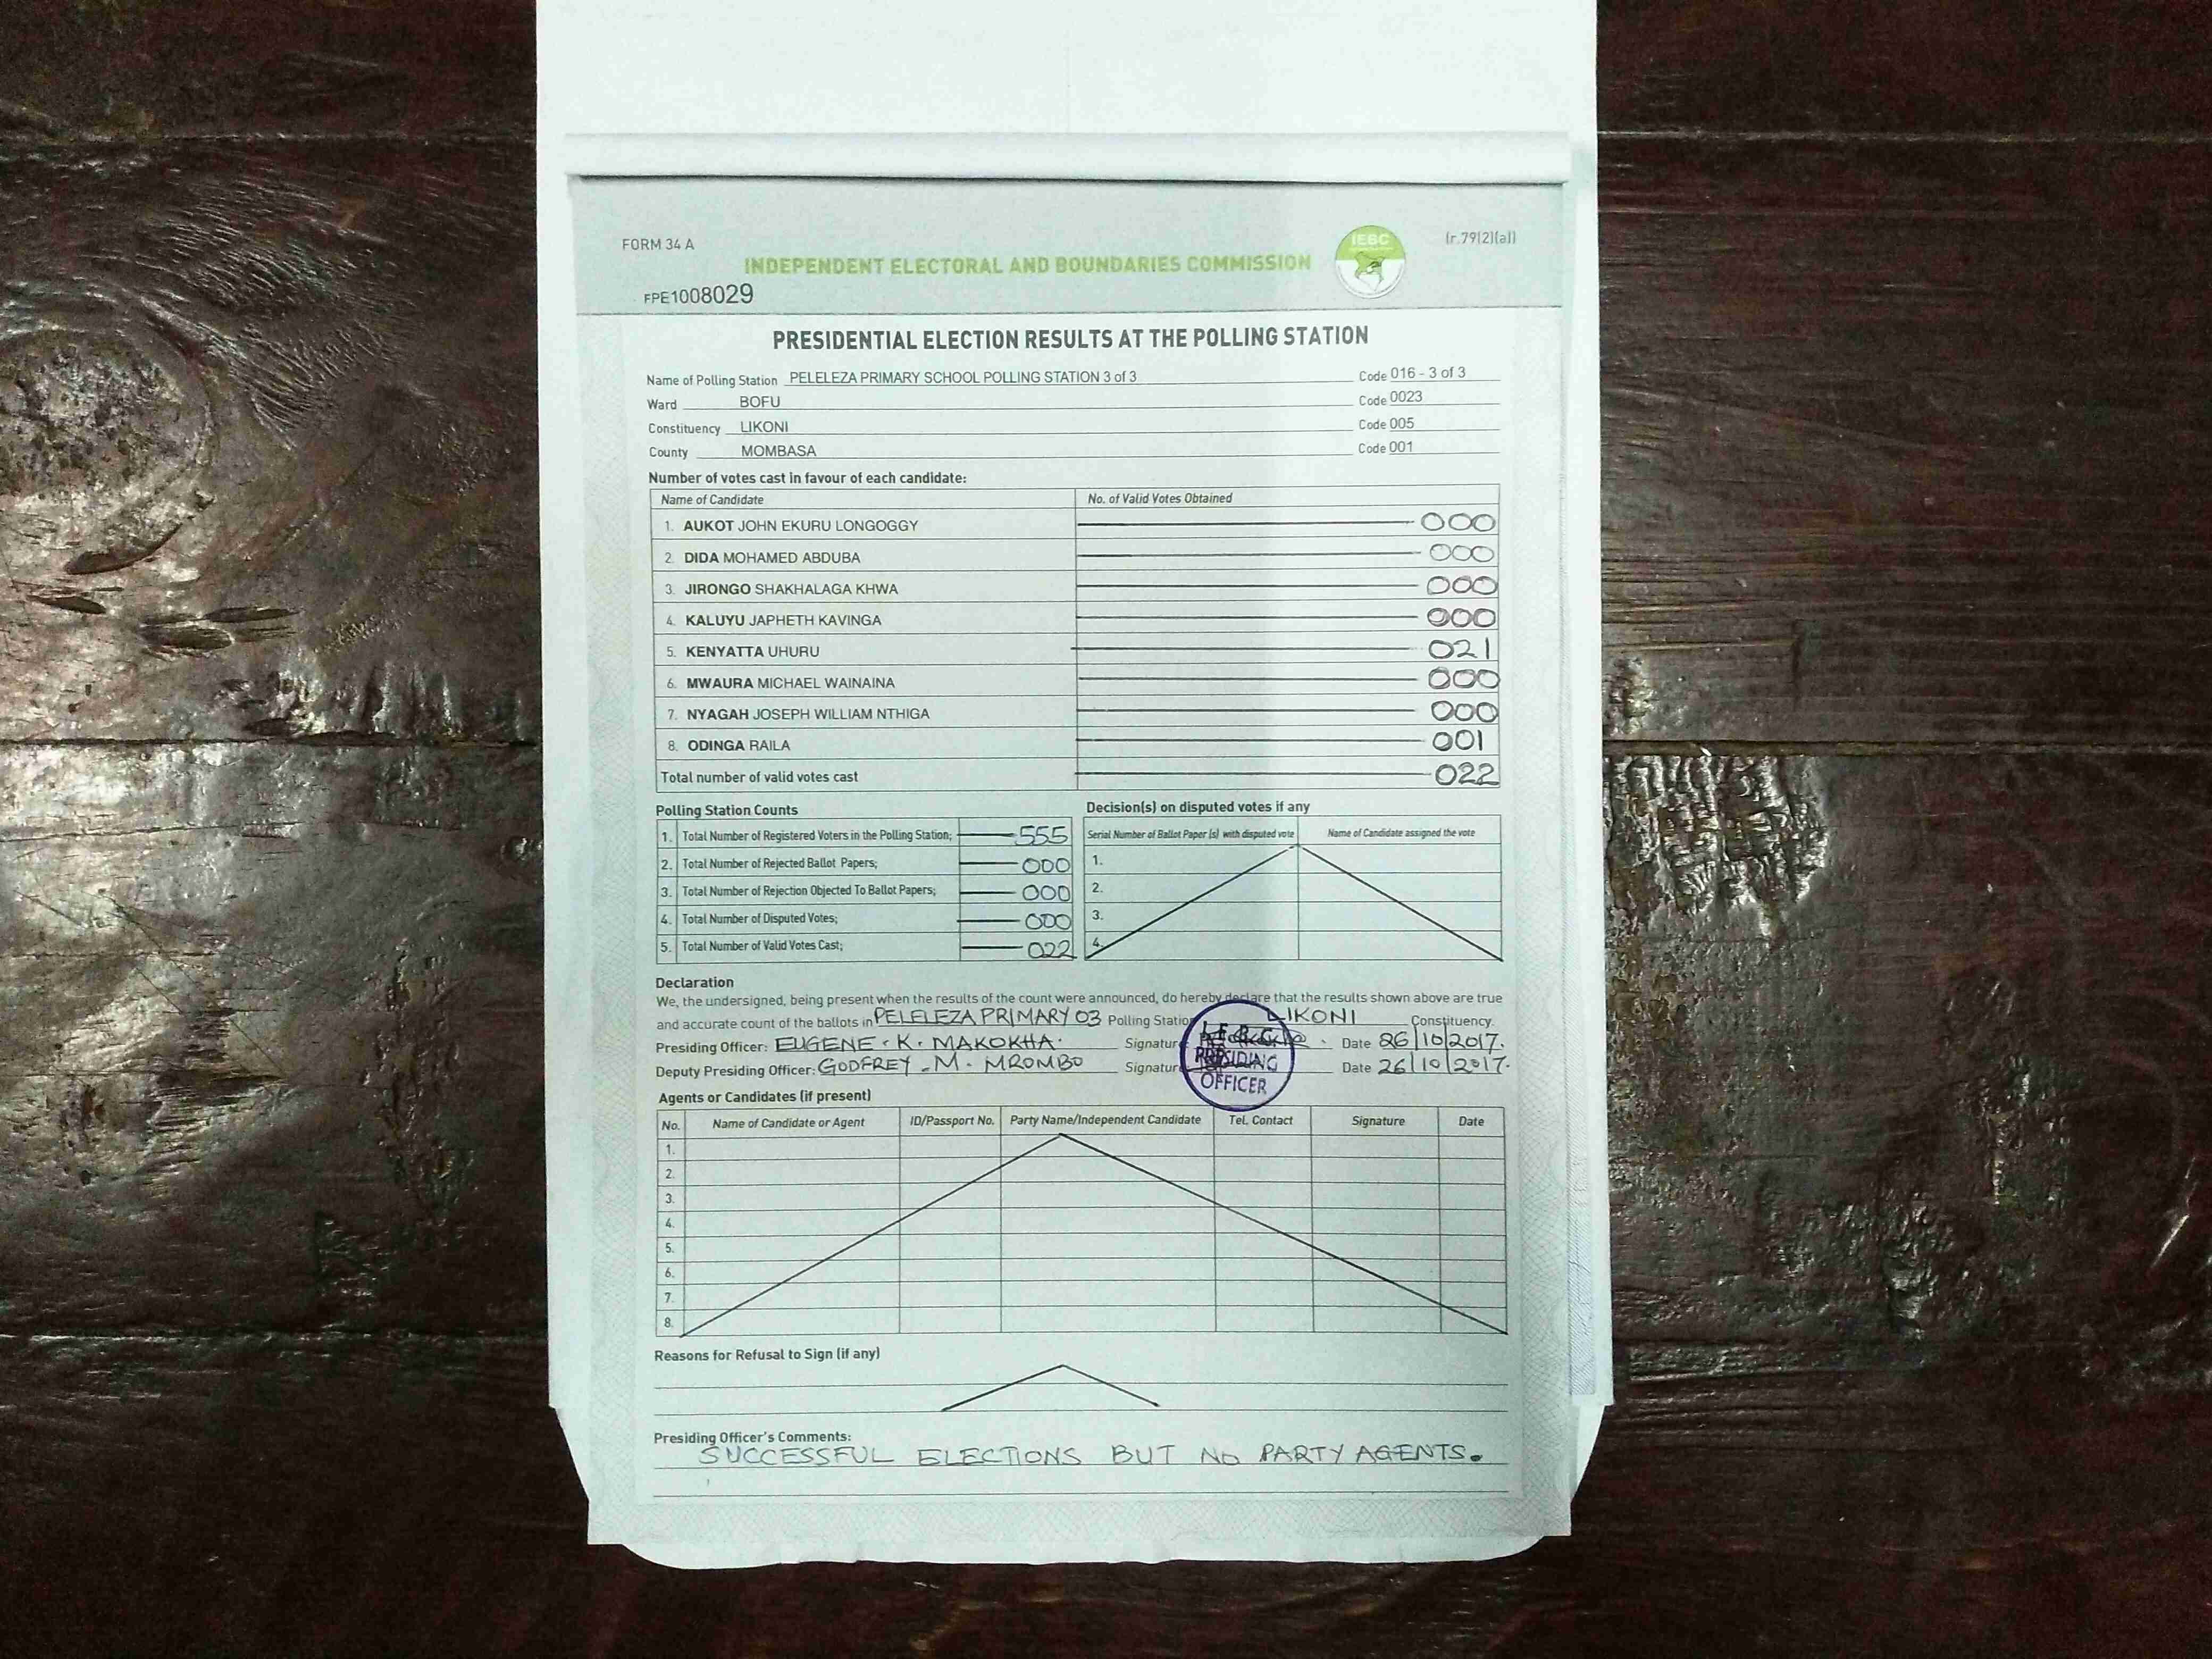 FORM 34 A
(r.79(2)(a))
IEBC
INDEPENDENT ELECTORAL AND BOUNDARIES COMMISSION
FPE1008029
PRESIDENTIAL ELECTION RESULTS AT THE POLLING STATION
Name of Polling Station PELELEZA PRIMARY SCHOOL POLLING STATION 3 of 3 Code 016 - 3 of 3
Ward BOFU Code 0023
Constituency LIKONI Code 005
County MOMBASA Code 001
Number of votes cast in favour of each candidate:
Name of Candidate No. of Valid Votes Obtained
1. AUKOT JOHN EKURU LONGOGGY 000
2. DIDA MOHAMED ABDUBA 000
3. JIRONGO SHAKHALAGA KHWA 000
4. KALUYU JAPHETH KAVINGA 000
5. KENYATTA UHURU 021
6. MWAURA MICHAEL WAINAINA 000
7. NYAGAH JOSEPH WILLIAM NTHIGA 000
8. ODINGA RAILA 001
Total number of valid votes cast 022
Polling Station Counts
1. Total Number of Registered Voters in the Polling Station; 555
2. Total Number of Rejected Ballot Papers; 000
3. Total Number of Rejection Objected To Ballot Papers; 000
4. Total Number of Disputed Votes; 000
5. Total Number of Valid Votes Cast; 022
Decision(s) on disputed votes if any
Serial Number of Ballot Paper (s) with disputed vote Name of Candidate assigned the vote
1.
2.
3.
4.
Declaration
We, the undersigned, being present when the results of the count were announced, do hereby declare that the results shown above are true
and accurate count of the ballots in PELELEZA PRIMARY 03 Polling Station LIKONI Constituency.
Presiding Officer: EUGENE . K . MAKOKHA. Signature Date 26/10/2017.
Deputy Presiding Officer: GODFREY . M . MROMBO Signature Date 26/10/2017.
I.E.B.C.
PRESIDING
OFFICER
Agents or Candidates (if present)
No. Name of Candidate or Agent ID/Passport No. Party Name/Independent Candidate Tel. Contact Signature Date
1.
2.
3.
4.
5.
6.
7.
8.
Reasons for Refusal to Sign (if any)
Presiding Officer's Comments:
SUCCESSFUL ELECTIONS BUT NO PARTY AGENTS.